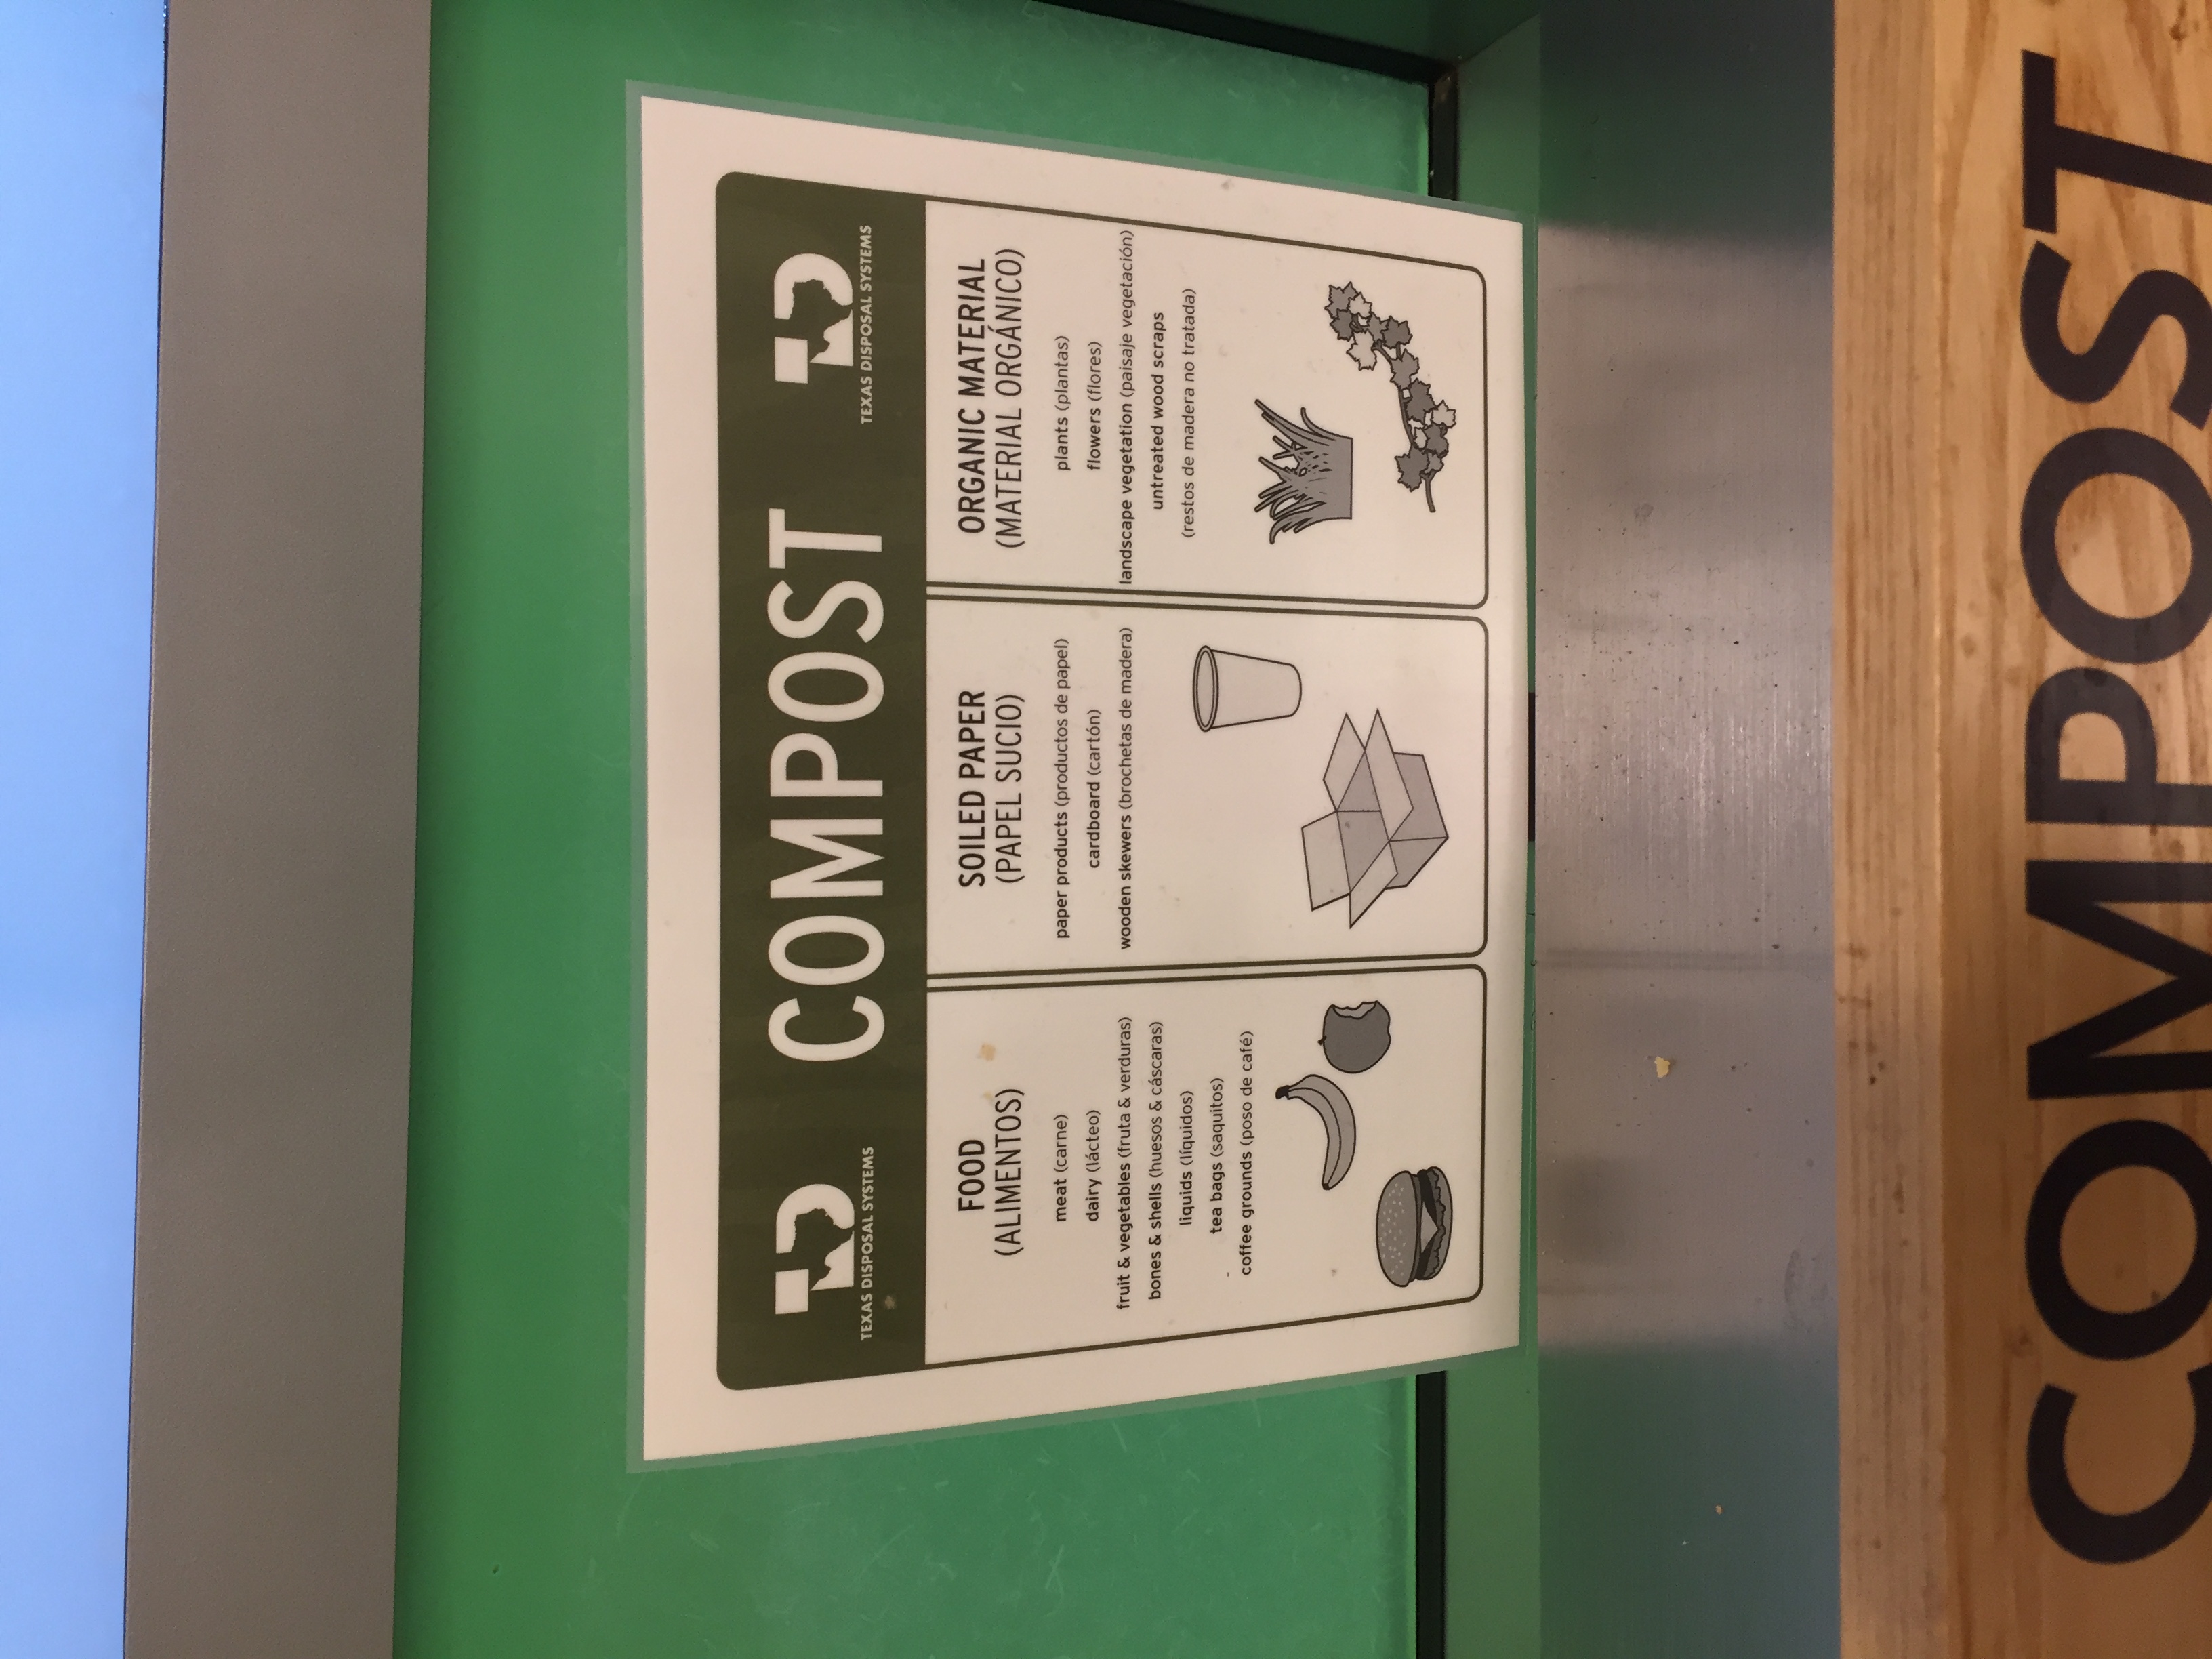 COMPOST
TEXAS DISPOSAL SYSTEMS
TEXAS DISPOSAL SYSTEMS
FOOD
(ALIMENTOS)
meat (carne)
dairy (lácteo)
fruit & vegetables (fruta & verduras)
bones & shells (huesos & cáscaras)
liquids (líquidos)
tea bags (saquitos)
coffee grounds (poso de café)
SOILED PAPER
(PAPEL SUCIO)
paper products (productos de papel)
cardboard (cartón)
wooden skewers (brochetas de madera)
ORGANIC MATERIAL
(MATERIAL ORGÁNICO)
plants (plantas)
flowers (flores)
landscape vegetation (paisaje vegetación)
untreated wood scraps
(restos de madera no tratada)
COMPOST